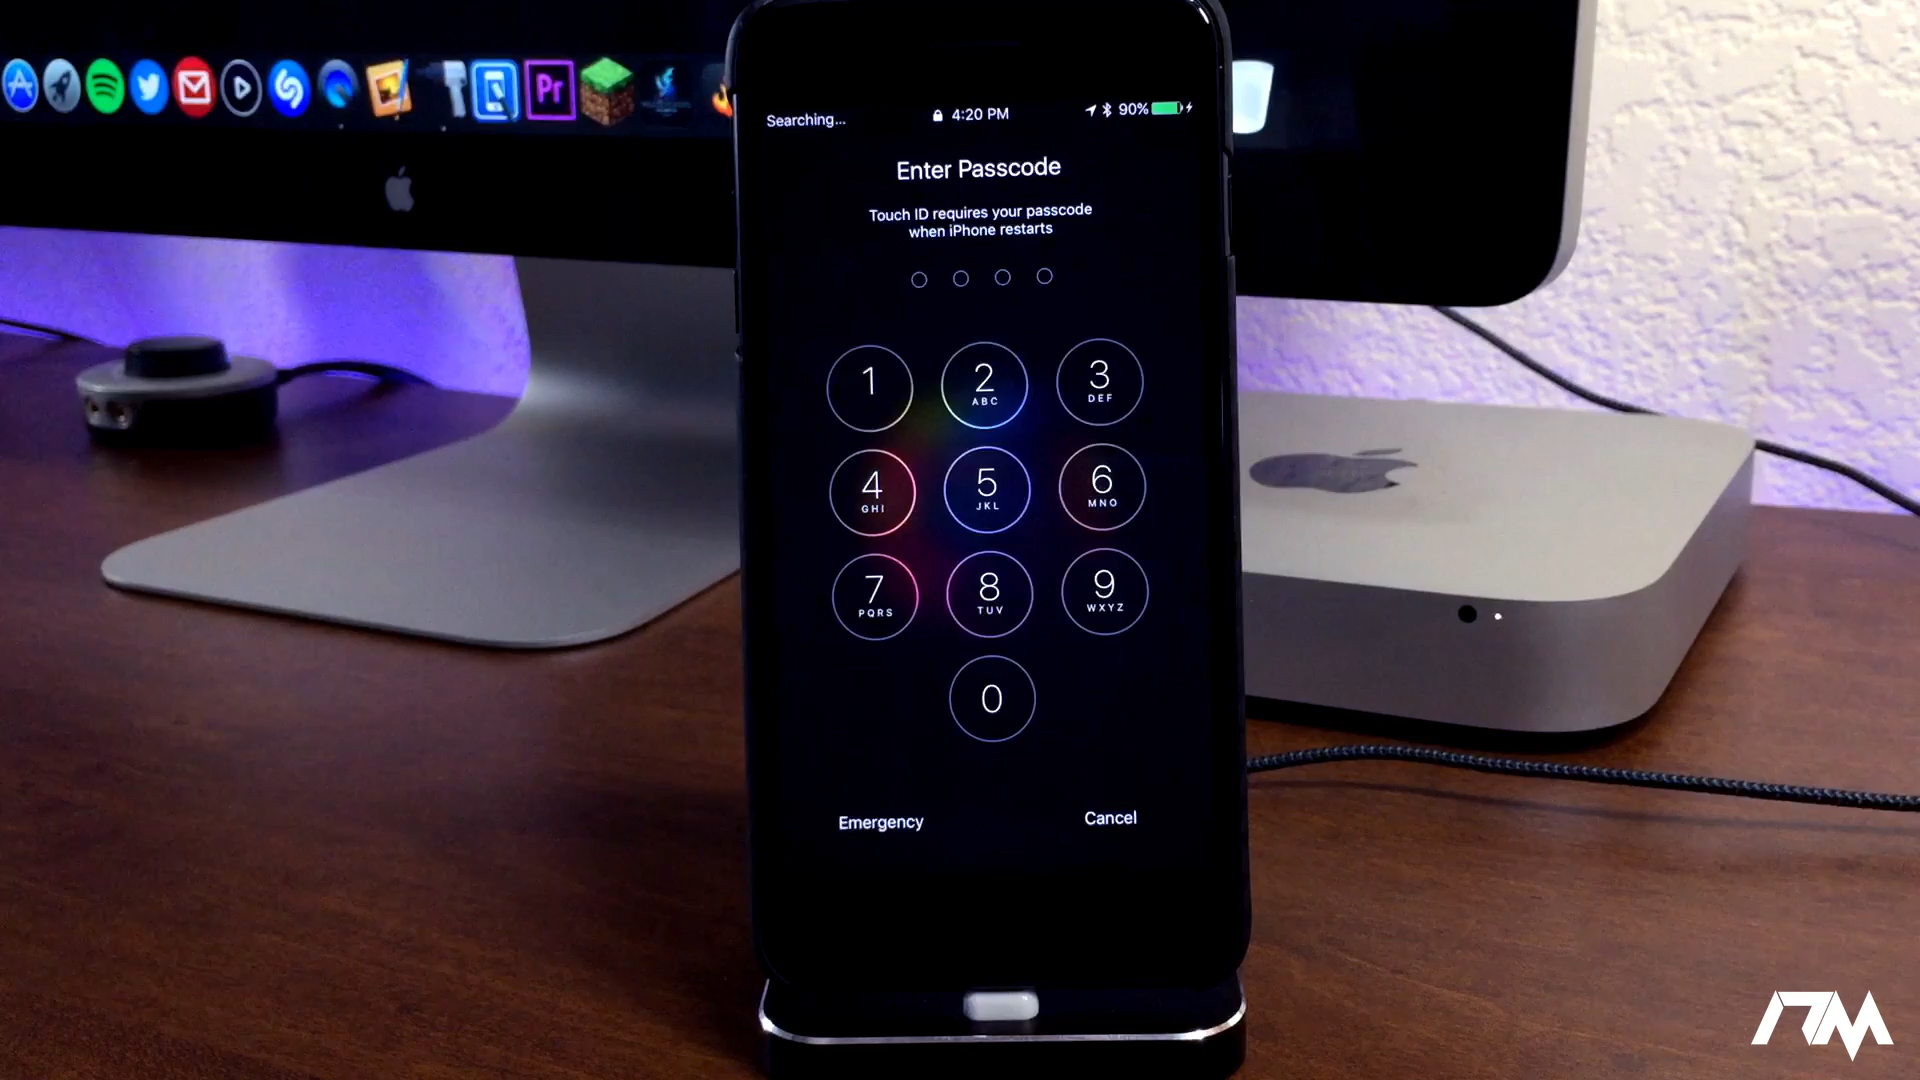 Searching...
4:20 PM
90%
Enter Passcode
Touch ID requires your passcode
when iPhone restarts
1
2
ABC
3
DEF
4
GHI
5
JKL
6
MNO
7
PQRS
8
TUV
9
WXYZ
0
Emergency
Cancel
Pr